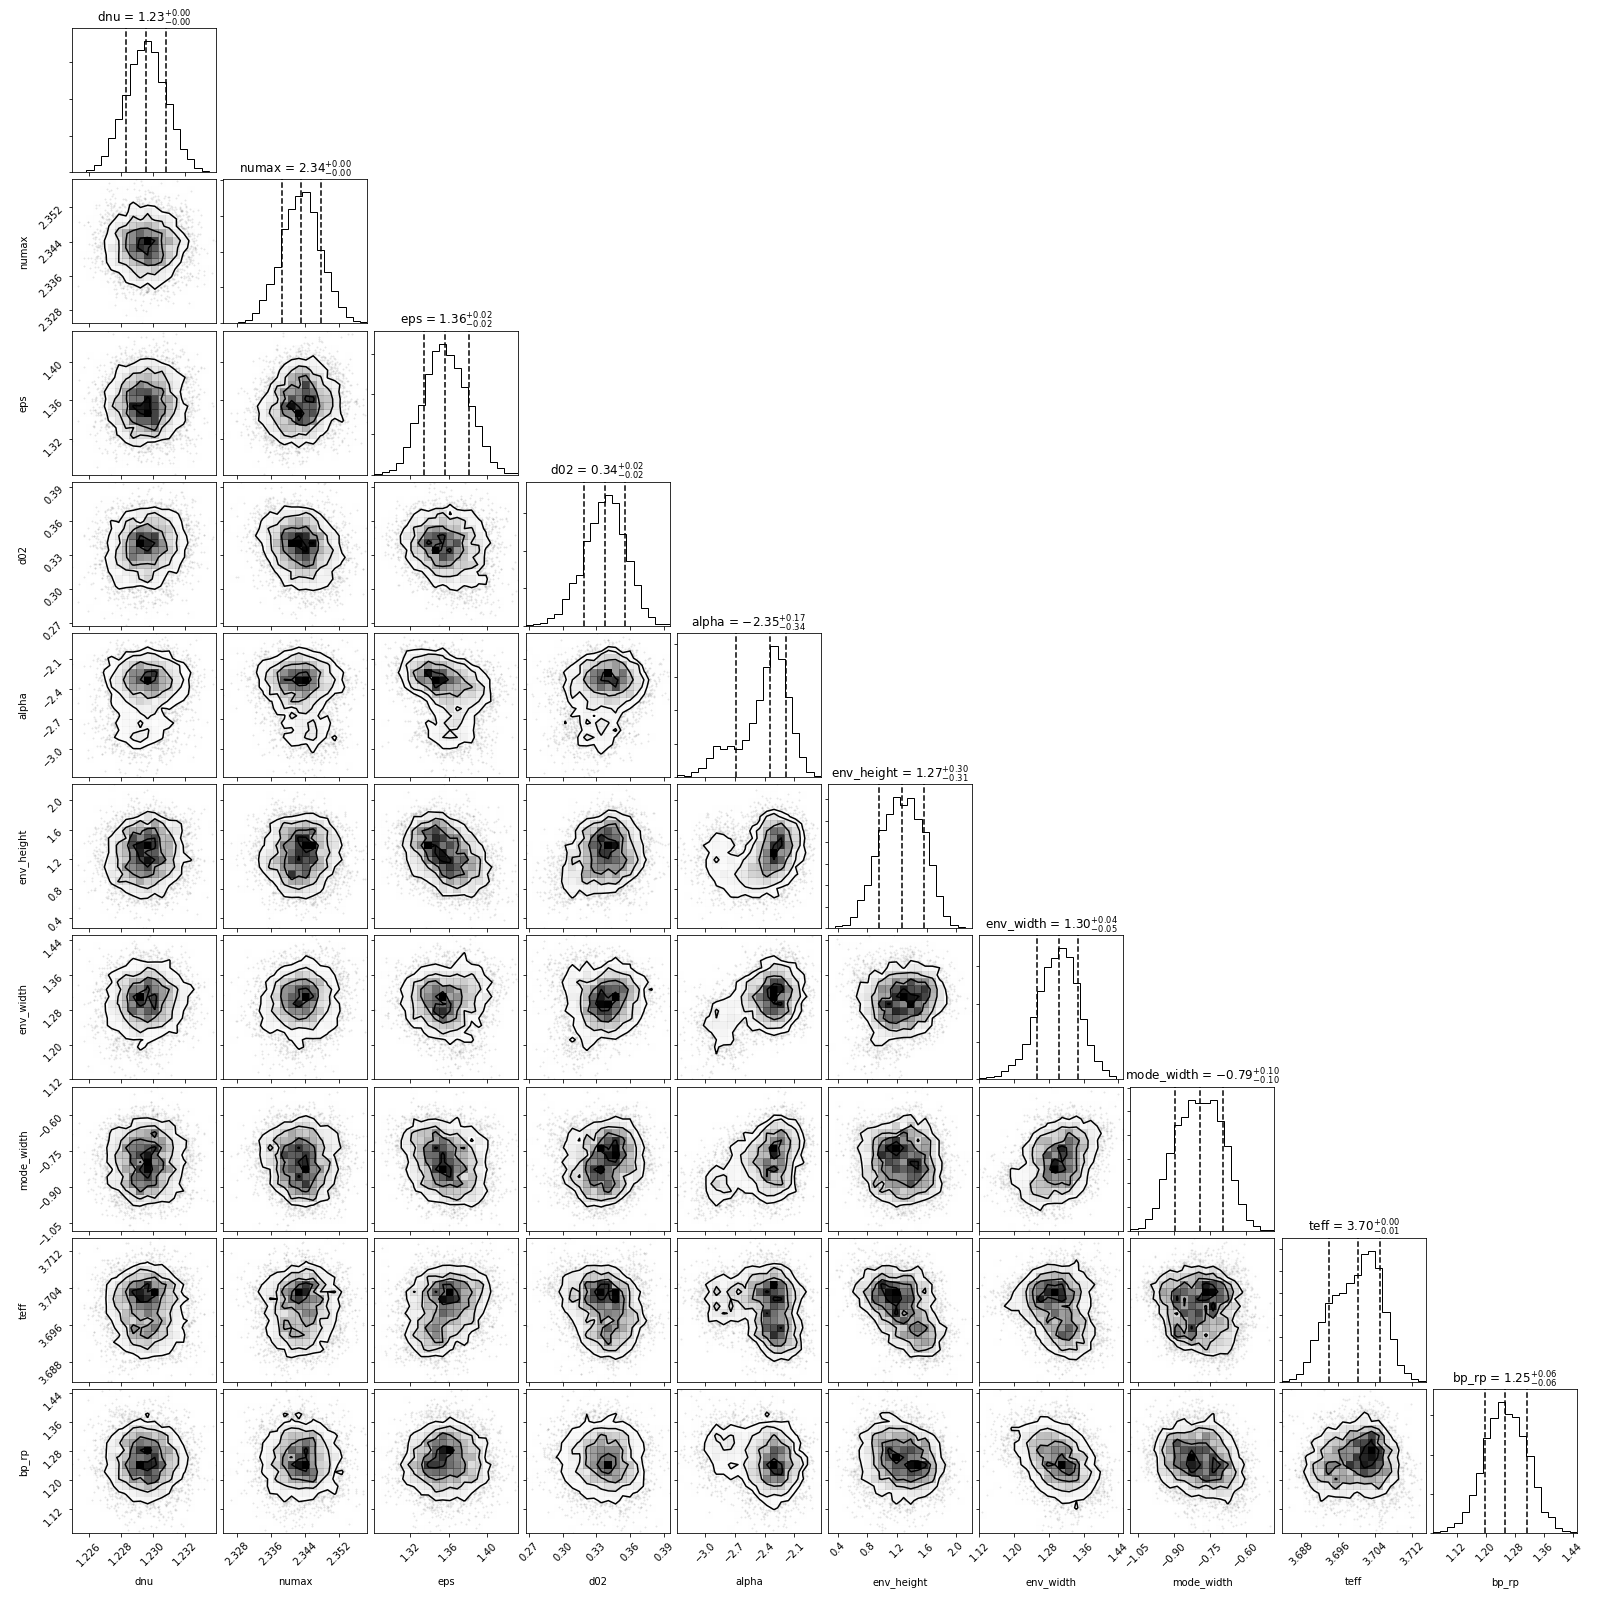 dnu = 1.23+0.00−0.00
numax = 2.34+0.00−0.00
2.352
2.344
2.336
2.328
numax
eps = 1.36+0.02−0.02
1.40
1.36
1.32
eps
d02 = 0.34+0.02−0.02
0.39
0.36
0.33
0.30
0.27
d02
alpha = −2.35+0.17−0.34
−2.1
−2.4
−2.7
−3.0
alpha
env_height = 1.27+0.30−0.31
2.0
1.6
1.2
0.8
0.4
env_height
env_width = 1.30+0.04−0.05
1.44
1.36
1.28
1.20
1.12
env_width
mode_width = −0.79+0.10−0.10
−0.60
−0.75
−0.90
−1.05
mode_width
teff = 3.70+0.00−0.01
3.712
3.704
3.696
3.688
teff
bp_rp = 1.25+0.06−0.06
1.44
1.36
1.28
1.20
1.12
bp_rp
1.226 1.228 1.230 1.232 2.328 2.336 2.344 2.352 1.32 1.36 1.40 0.27 0.30 0.33 0.36 0.39 −3.0 −2.7 −2.4 −2.1 0.4 0.8 1.2 1.6 2.0 1.12 1.20 1.28 1.36 1.44 −1.05 −0.90 −0.75 −0.60 3.688 3.696 3.704 3.712 1.12 1.20 1.28 1.36 1.44
dnu numax eps d02 alpha env_height env_width mode_width teff bp_rp